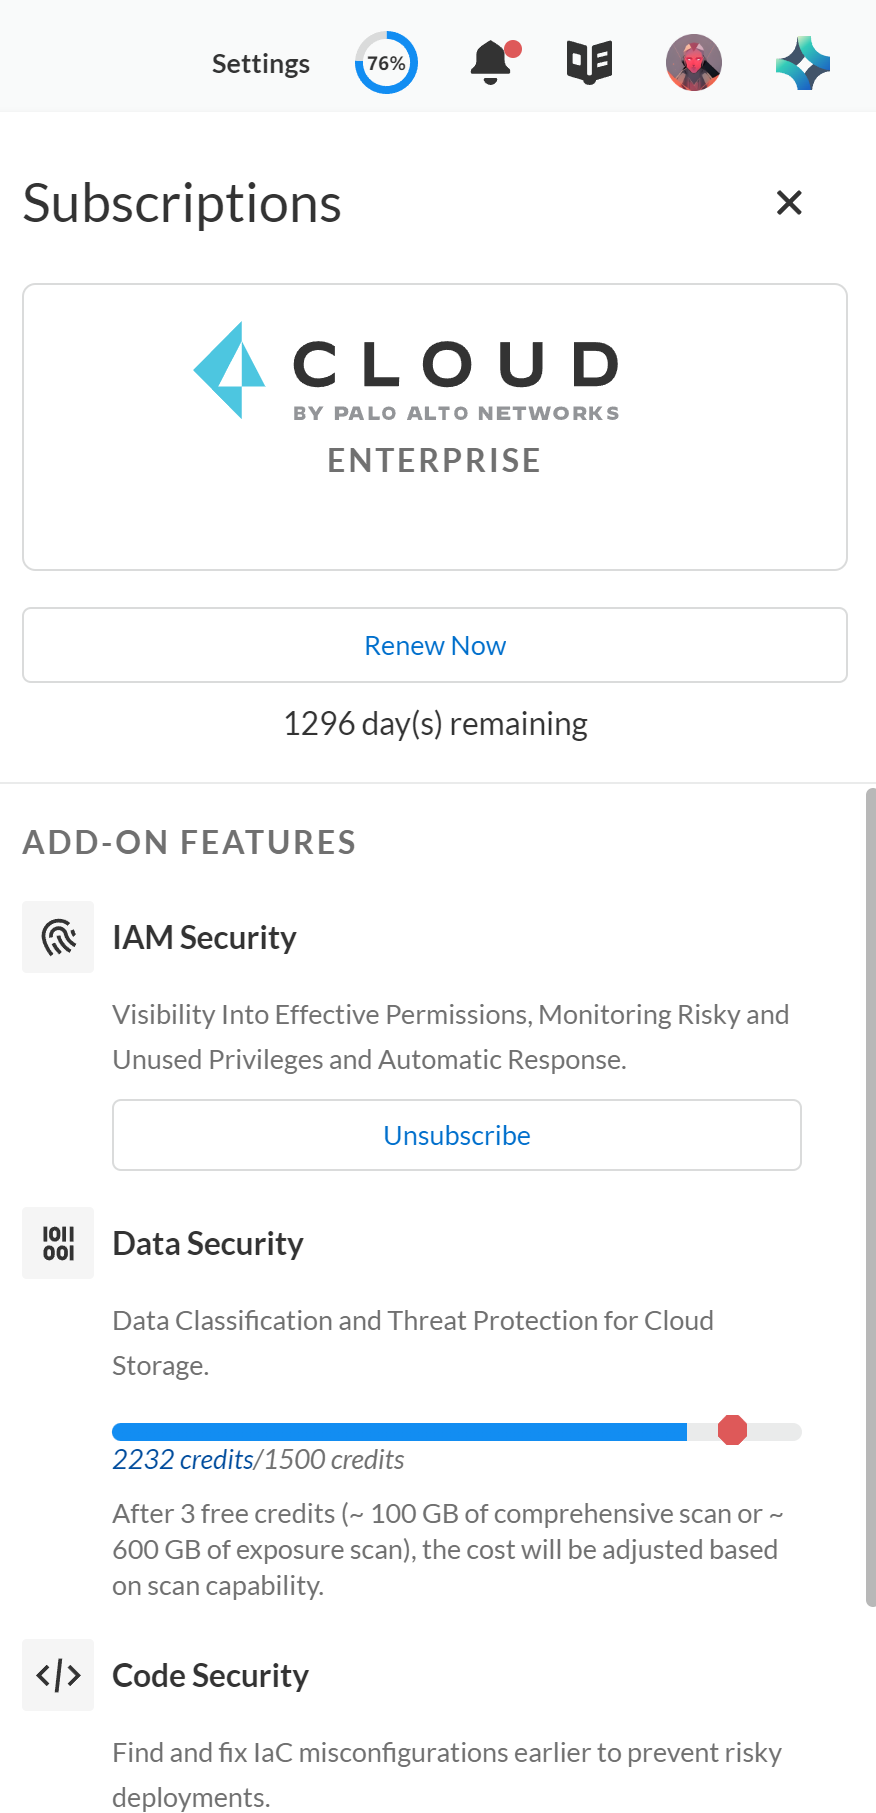 Settings
76%
Subscriptions
CLOUD
BY PALO ALTO NETWORKS
ENTERPRISE
Renew Now
1296 day(s) remaining
ADD-ON FEATURES
IAM Security
Visibility Into Effective Permissions, Monitoring Risky and
Unused Privileges and Automatic Response.
Unsubscribe
Data Security
Data Classification and Threat Protection for Cloud
Storage.
2232 credits/1500 credits
After 3 free credits (~ 100 GB of comprehensive scan or ~
600 GB of exposure scan), the cost will be adjusted based
on scan capability.
Code Security
Find and fix IaC misconfigurations earlier to prevent risky
deployments.